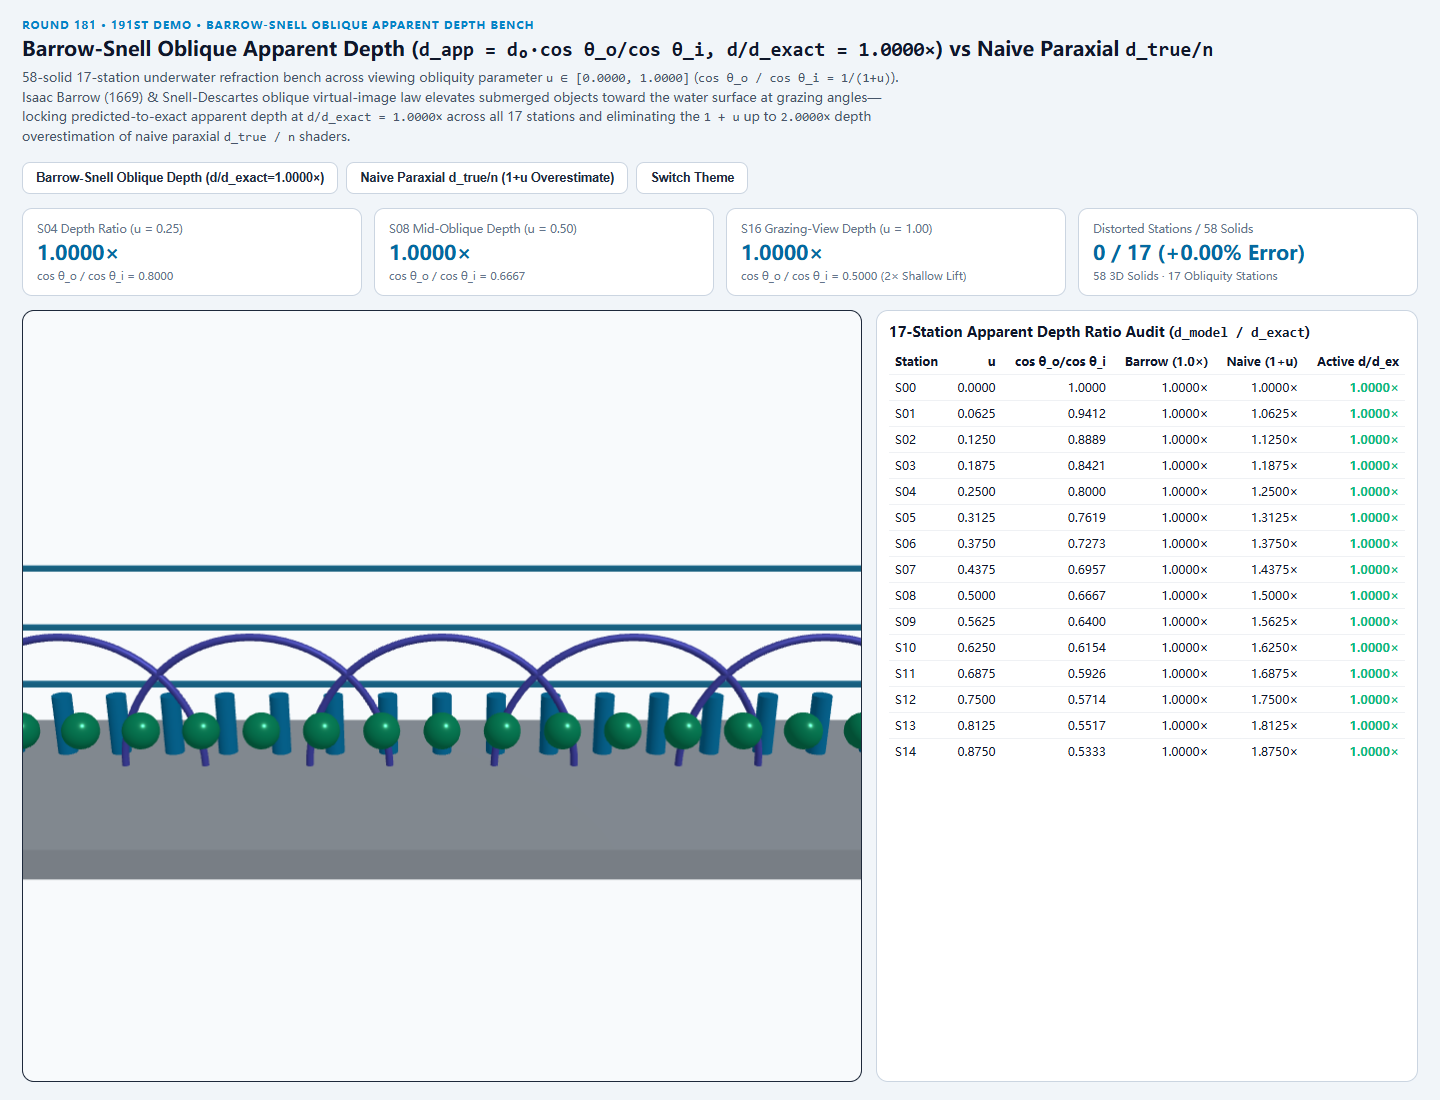 ROUND 181 • 191ST DEMO • BARROW-SNELL OBLIQUE APPARENT DEPTH BENCH
Barrow-Snell Oblique Apparent Depth (d_app = d₀·cos θ_o/cos θ_i, d/d_exact = 1.0000×) vs Naive Paraxial d_true/n
58-solid 17-station underwater refraction bench across viewing obliquity parameter u ∈ [0.0000, 1.0000] (cos θ_o / cos θ_i = 1/(1+u)).
Isaac Barrow (1669) & Snell-Descartes oblique virtual-image law elevates submerged objects toward the water surface at grazing angles—
locking predicted-to-exact apparent depth at d/d_exact = 1.0000× across all 17 stations and eliminating the 1 + u up to 2.0000× depth
overestimation of naive paraxial d_true / n shaders.
Barrow-Snell Oblique Depth (d/d_exact=1.0000×) Naive Paraxial d_true/n (1+u Overestimate) Switch Theme
S04 Depth Ratio (u = 0.25)
1.0000×
cos θ_o / cos θ_i = 0.8000
S08 Mid-Oblique Depth (u = 0.50)
1.0000×
cos θ_o / cos θ_i = 0.6667
S16 Grazing-View Depth (u = 1.00)
1.0000×
cos θ_o / cos θ_i = 0.5000 (2× Shallow Lift)
Distorted Stations / 58 Solids
0 / 17 (+0.00% Error)
58 3D Solids · 17 Obliquity Stations
17-Station Apparent Depth Ratio Audit (d_model / d_exact)
Station u cos θ_o/cos θ_i Barrow (1.0×) Naive (1+u) Active d/d_ex
S00 0.0000 1.0000 1.0000× 1.0000× 1.0000×
S01 0.0625 0.9412 1.0000× 1.0625× 1.0000×
S02 0.1250 0.8889 1.0000× 1.1250× 1.0000×
S03 0.1875 0.8421 1.0000× 1.1875× 1.0000×
S04 0.2500 0.8000 1.0000× 1.2500× 1.0000×
S05 0.3125 0.7619 1.0000× 1.3125× 1.0000×
S06 0.3750 0.7273 1.0000× 1.3750× 1.0000×
S07 0.4375 0.6957 1.0000× 1.4375× 1.0000×
S08 0.5000 0.6667 1.0000× 1.5000× 1.0000×
S09 0.5625 0.6400 1.0000× 1.5625× 1.0000×
S10 0.6250 0.6154 1.0000× 1.6250× 1.0000×
S11 0.6875 0.5926 1.0000× 1.6875× 1.0000×
S12 0.7500 0.5714 1.0000× 1.7500× 1.0000×
S13 0.8125 0.5517 1.0000× 1.8125× 1.0000×
S14 0.8750 0.5333 1.0000× 1.8750× 1.0000×